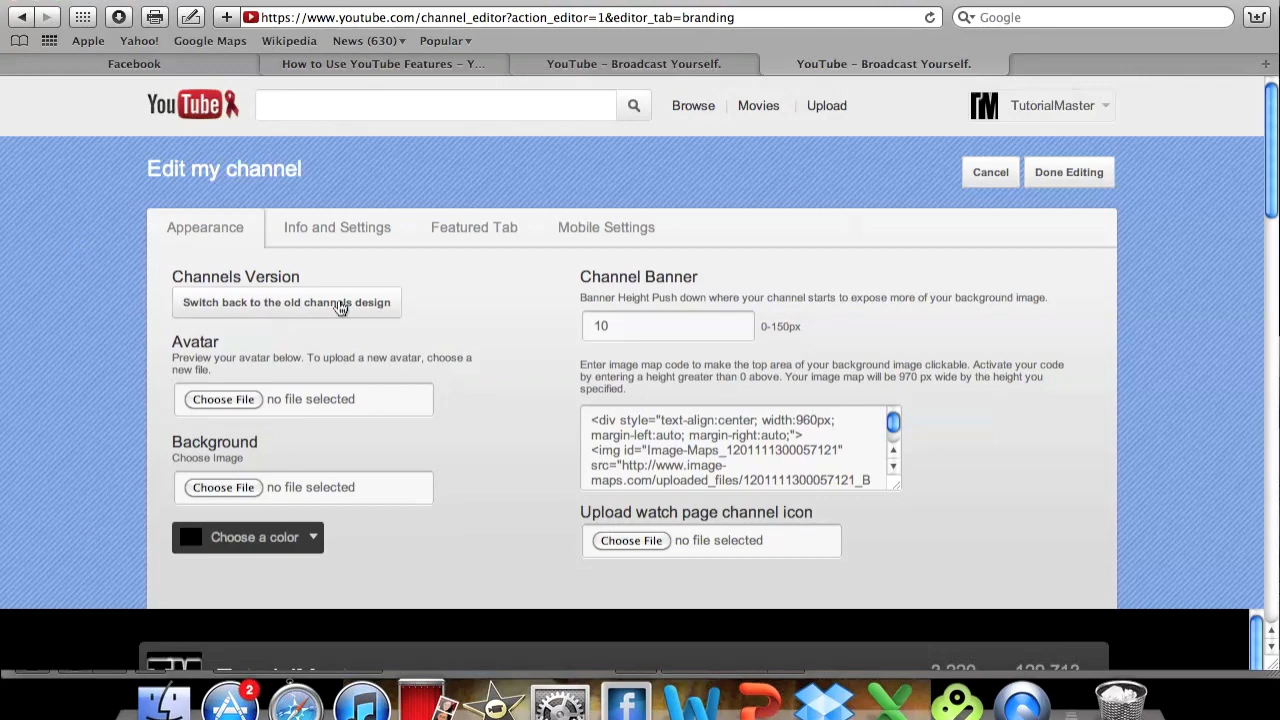 https://www.youtube.com/channel_editor?action_editor=1&editor_tab=branding
Google
Apple Yahoo! Google Maps Wikipedia News (630) Popular
Facebook
How to Use YouTube Features – Y...
YouTube – Broadcast Yourself.
YouTube – Broadcast Yourself.
YouTube
Browse
Movies
Upload
TM
TutorialMaster
Edit my channel
Cancel
Done Editing
Appearance
Info and Settings
Featured Tab
Mobile Settings
Channels Version
Switch back to the old channels design
Avatar
Preview your avatar below. To upload a new avatar, choose a
new file.
Choose File no file selected
Background
Choose Image
Choose File no file selected
Choose a color
Channel Banner
Banner Height Push down where your channel starts to expose more of your background image.
10
0-150px
Enter image map code to make the top area of your background image clickable. Activate your code
by entering a height greater than 0 above. Your image map will be 970 px wide by the height you
specified.
<div style="text-align:center; width:960px;
margin-left:auto; margin-right:auto;">
<img id="Image-Maps_1201111300057121"
src="http://www.image-
maps.com/uploaded_files/1201111300057121_B
Upload watch page channel icon
Choose File no file selected
2